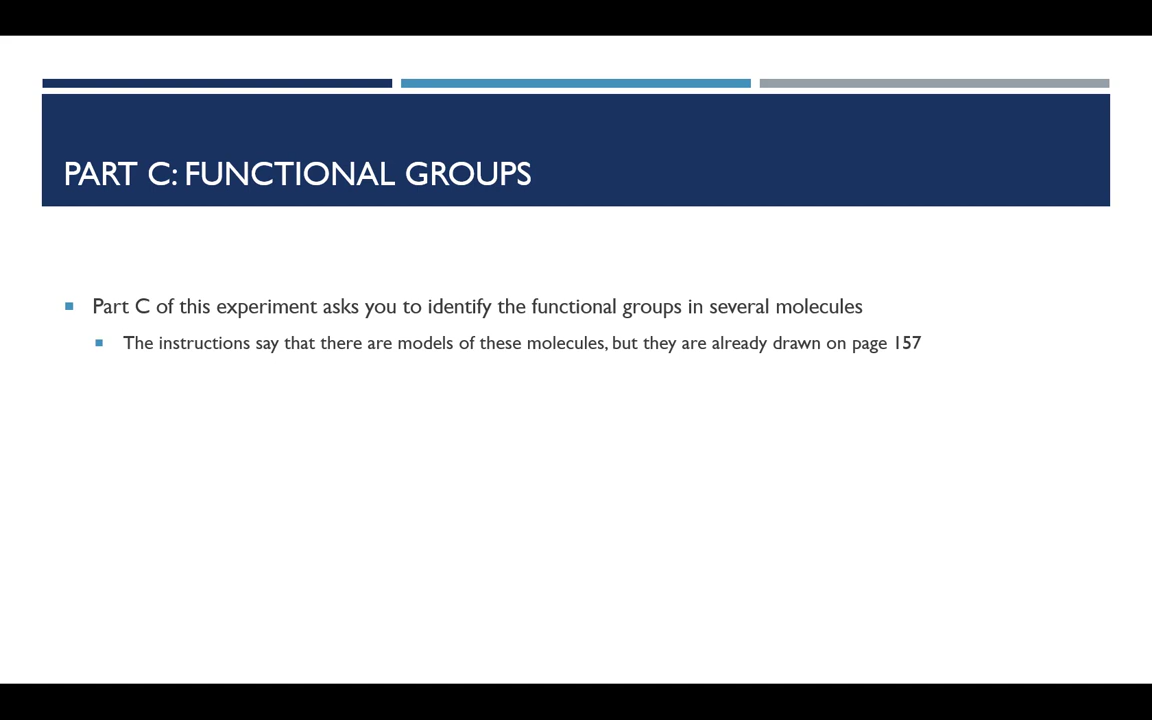 PART C: FUNCTIONAL GROUPS
Part C of this experiment asks you to identify the functional groups in several molecules
The instructions say that there are models of these molecules, but they are already drawn on page 157